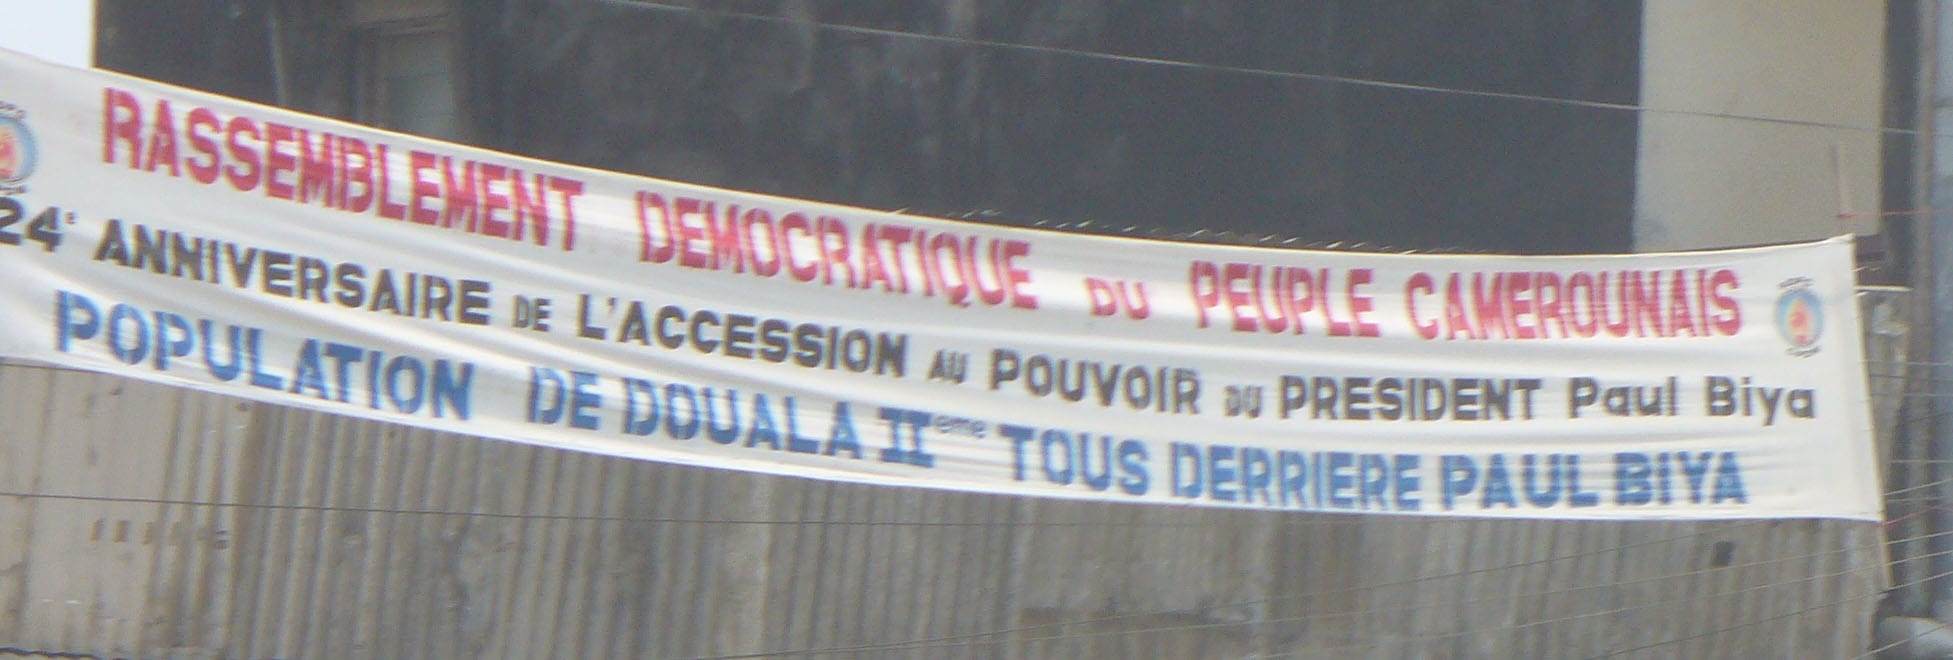 RASSEMBLEMENT DEMOCRATIQUE DU PEUPLE CAMEROUNAIS
24e ANNIVERSAIRE DE L'ACCESSION AU POUVOIR DU PRESIDENT Paul Biya
POPULATION DE DOUALA IIeme TOUS DERRIERE PAUL BIYA